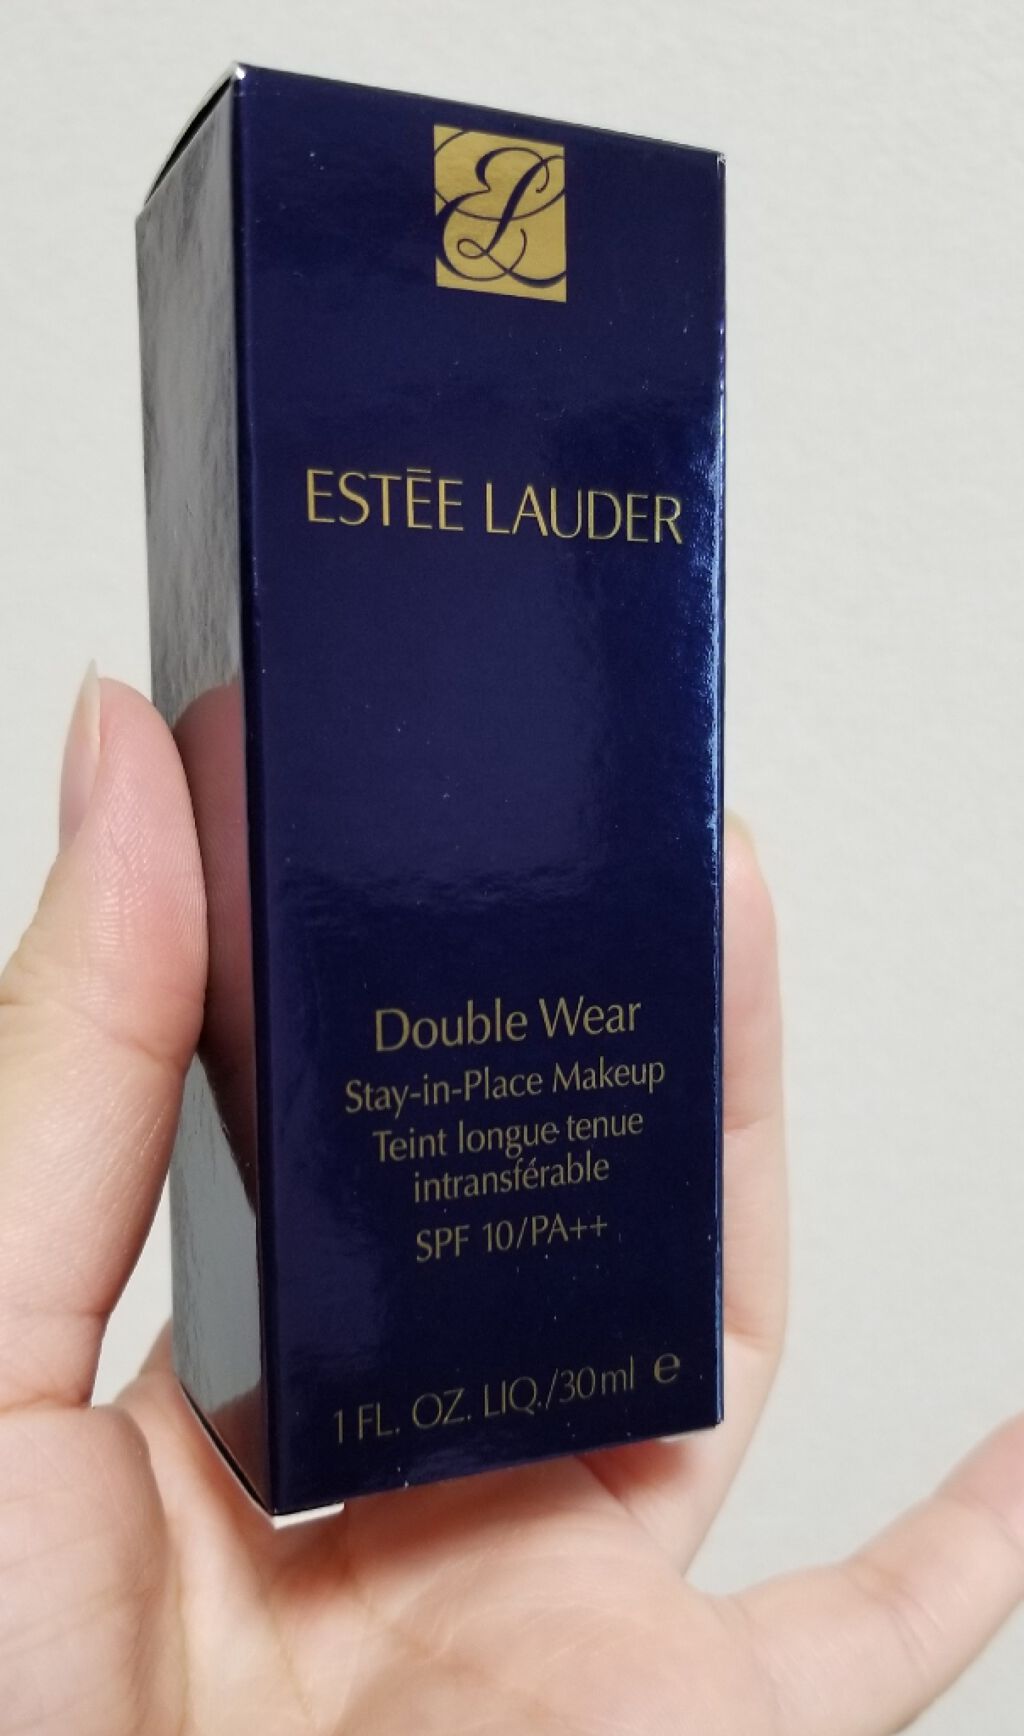 EL
ESTĒE LAUDER
Double Wear
Stay-in-Place Makeup
Teint longue tenue
intransférable
SPF 10/PA++
1 FL. OZ. LIQ./30ml ℮